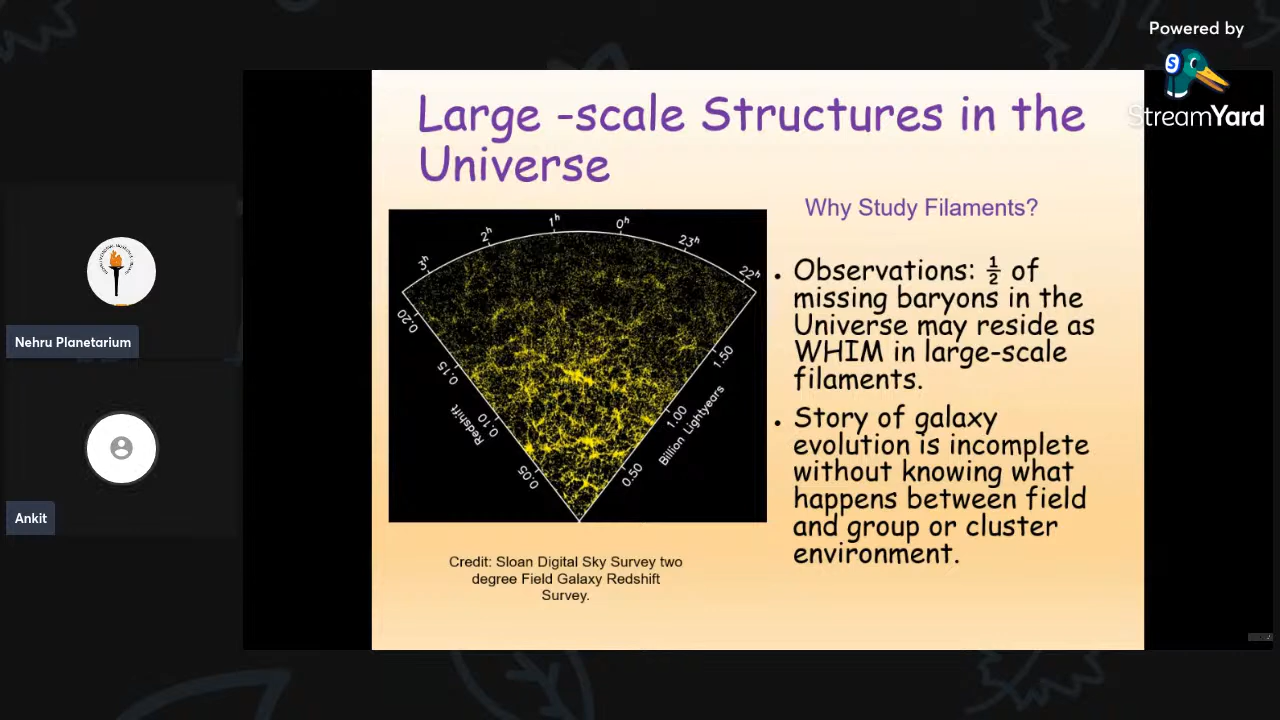 Powered by
StreamYard
Large -scale Structures in the
Universe
Why Study Filaments?
3h
2h
1h
0h
23h
22h
0.20
0.15
0.10
0.05
Redshift
1.50
1.00
0.50
Billion Lightyears
• Observations: ½ of
missing baryons in the
Universe may reside as
WHIM in large-scale
filaments.
• Story of galaxy
evolution is incomplete
without knowing what
happens between field
and group or cluster
environment.
Credit: Sloan Digital Sky Survey two
degree Field Galaxy Redshift
Survey.
Nehru Planetarium
Ankit